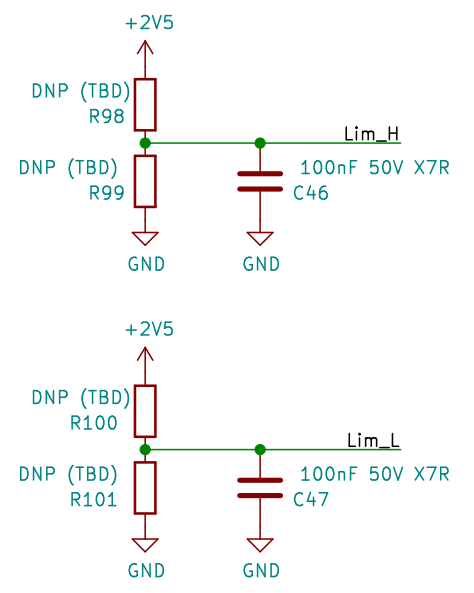 +2V5
DNP (TBD)
R98
Lim_H
DNP (TBD)
100nF 50V X7R
R99
C46
GND
GND
+2V5
DNP (TBD)
R100
Lim_L
DNP (TBD)
100nF 50V X7R
R101
C47
GND
GND